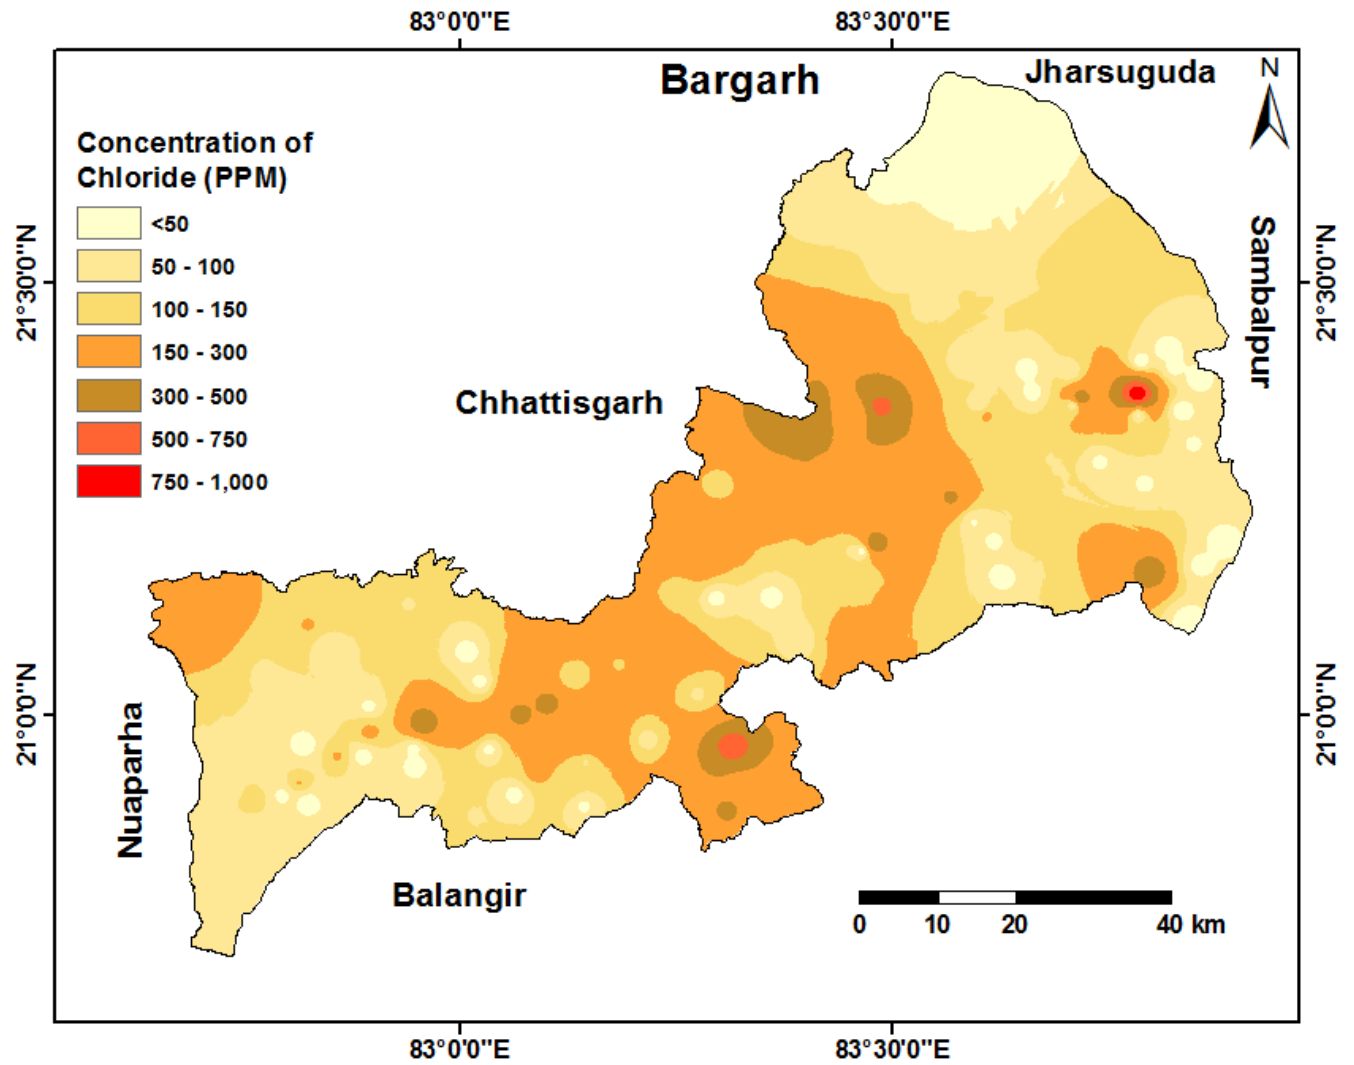 83°0'0"E
83°30'0"E
Bargarh
Jharsuguda
N
Concentration of
Chloride (PPM)
<50
50 - 100
100 - 150
150 - 300
300 - 500
500 - 750
750 - 1,000
21°30'0"N
21°30'0"N
Sambalpur
Chhattisgarh
21°0'0"N
21°0'0"N
Nuaparha
Balangir
0 10 20 40 km
83°0'0"E
83°30'0"E